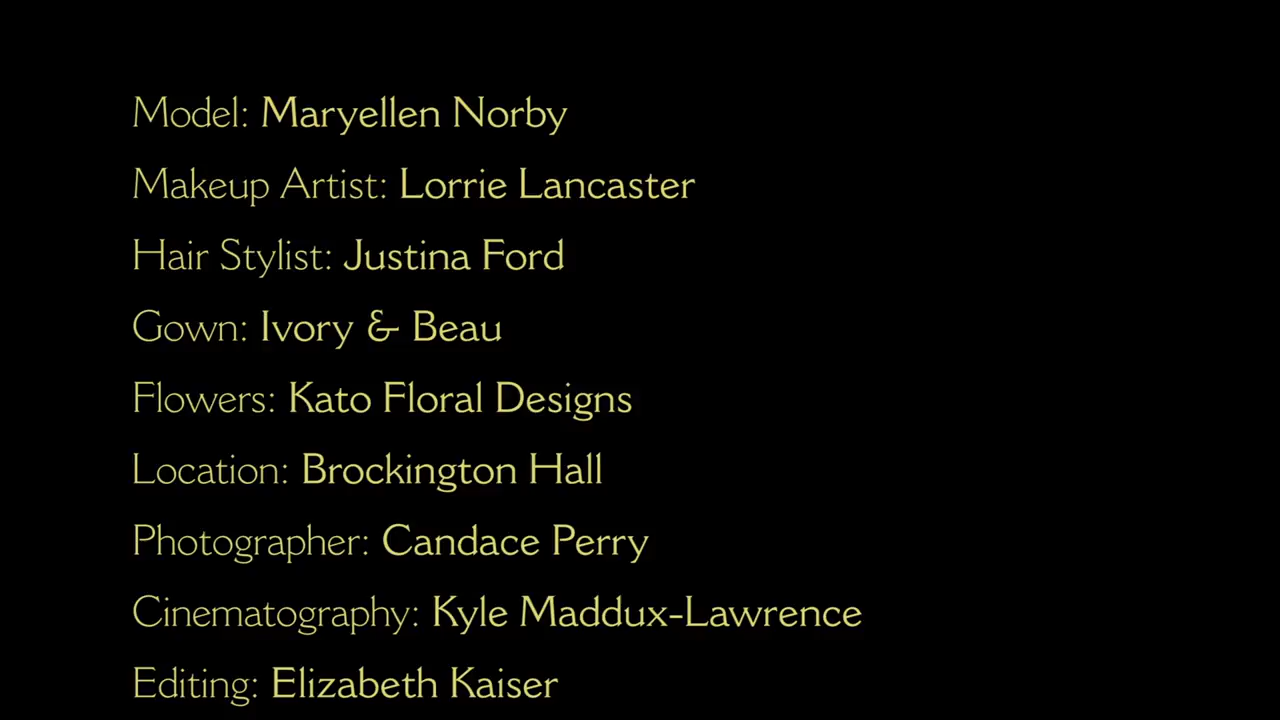 Model: Maryellen Norby
Makeup Artist: Lorrie Lancaster
Hair Stylist: Justina Ford
Gown: Ivory & Beau
Flowers: Kato Floral Designs
Location: Brockington Hall
Photographer: Candace Perry
Cinematography: Kyle Maddux-Lawrence
Editing: Elizabeth Kaiser